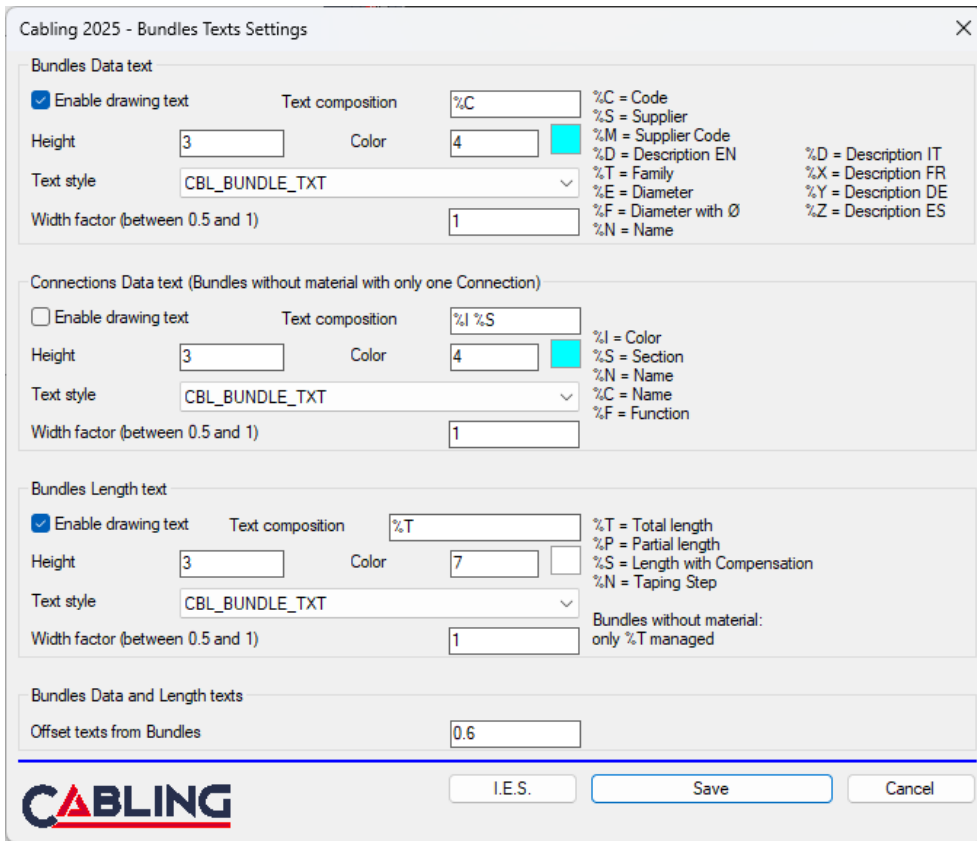 Cabling 2025 - Bundles Texts Settings
Bundles Data text
Enable drawing text Text composition %C
Height 3 Color 4
Text style CBL_BUNDLE_TXT
Width factor (between 0.5 and 1) 1
%C = Code
%S = Supplier
%M = Supplier Code
%D = Description EN %D = Description IT
%T = Family %X = Description FR
%E = Diameter %Y = Description DE
%F = Diameter with Ø %Z = Description ES
%N = Name
Connections Data text (Bundles without material with only one Connection)
Enable drawing text Text composition %I %S
Height 3 Color 4
Text style CBL_BUNDLE_TXT
Width factor (between 0.5 and 1) 1
%I = Color
%S = Section
%N = Name
%C = Name
%F = Function
Bundles Length text
Enable drawing text Text composition %T
Height 3 Color 7
Text style CBL_BUNDLE_TXT
Width factor (between 0.5 and 1) 1
%T = Total length
%P = Partial length
%S = Length with Compensation
%N = Taping Step
Bundles without material:
only %T managed
Bundles Data and Length texts
Offset texts from Bundles 0.6
CABLING
I.E.S. Save Cancel